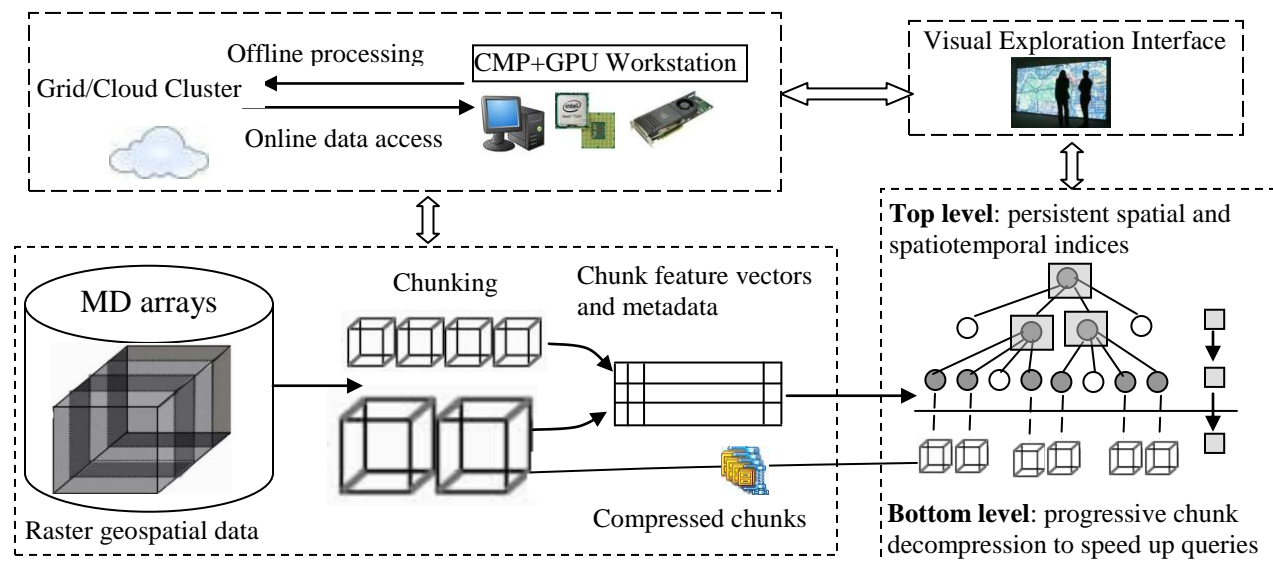 Offline processing
CMP+GPU Workstation
Grid/Cloud Cluster
Online data access
Visual Exploration Interface
MD arrays
Raster geospatial data
Chunking
Chunk feature vectors
and metadata
Compressed chunks
Top level: persistent spatial and
spatiotemporal indices
Bottom level: progressive chunk
decompression to speed up queries